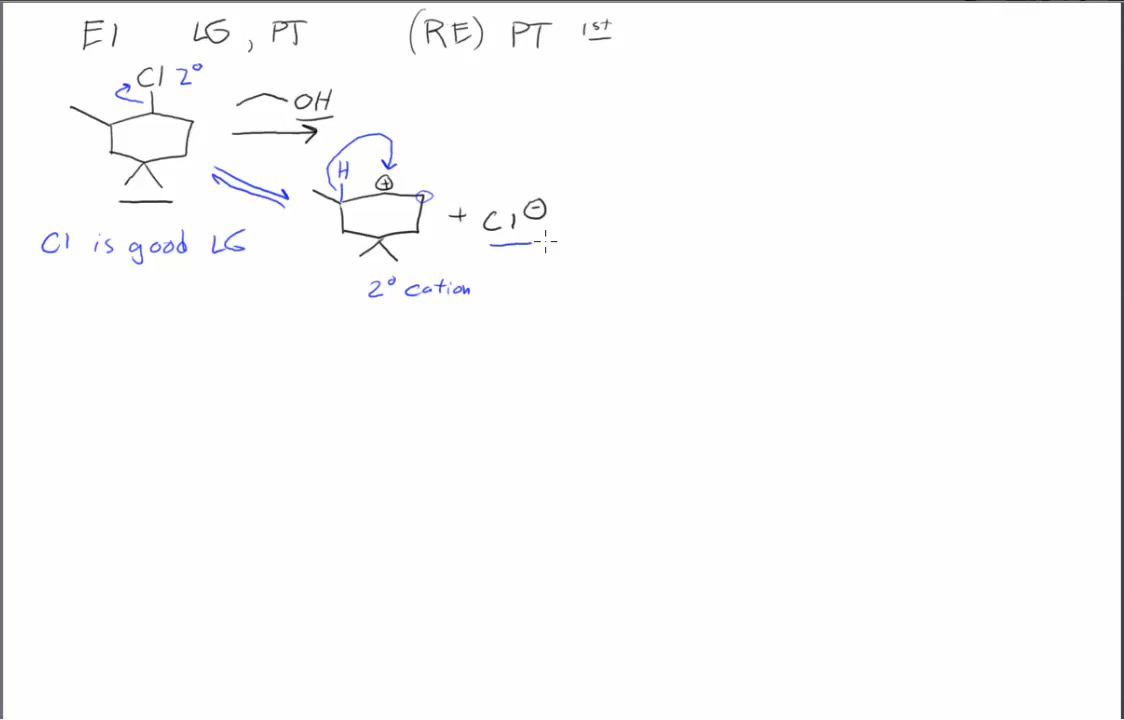 E1 LG, PT (RE) PT 1st
Cl 2°
OH
H
⊕
+ Cl ⊖
Cl is good LG
2° cation